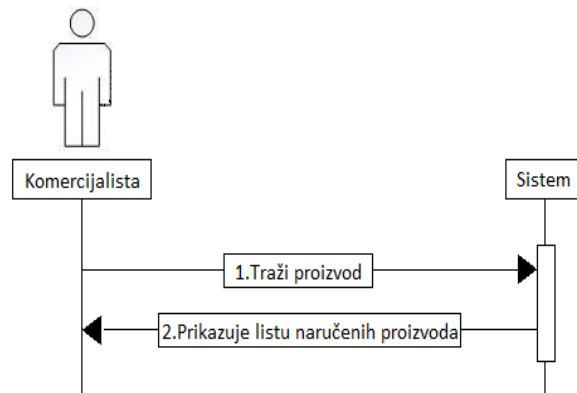 Komercijalista
Sistem
1.Traži proizvod
2.Prikazuje listu naručenih proizvoda